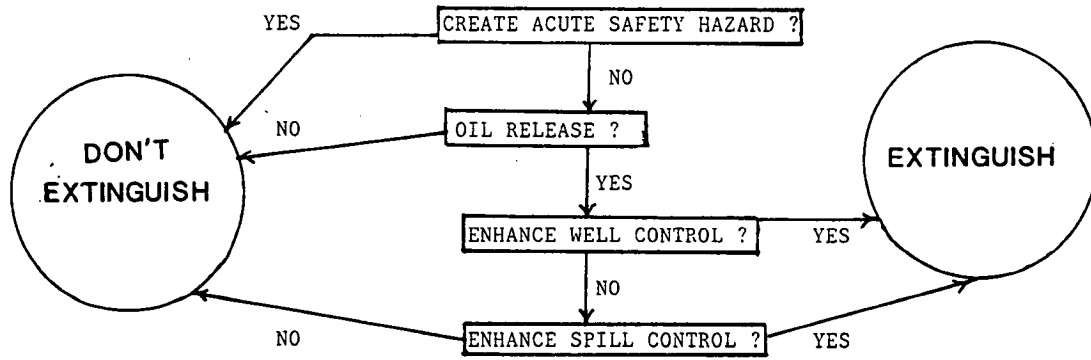 YES
CREATE ACUTE SAFETY HAZARD ?
NO
NO
OIL RELEASE ?
DON'T
EXTINGUISH
EXTINGUISH
YES
ENHANCE WELL CONTROL ?
YES
NO
NO
ENHANCE SPILL CONTROL ?
YES